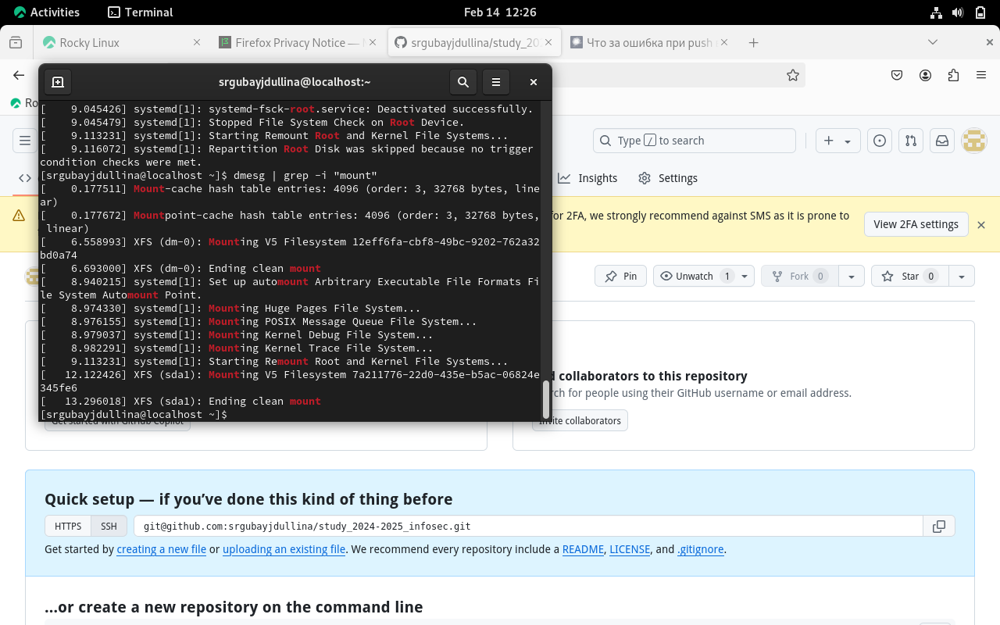 Activities
Terminal
Feb 14 12:26
Rocky Linux
Firefox Privacy Notice —
srgubayjdullina/study_20
Что за ошибка при push
srgubayjdullina@localhost:~
Ro
[    9.045426] systemd[1]: systemd-fsck-root.service: Deactivated successfully.
[    9.045479] systemd[1]: Stopped File System Check on Root Device.
[    9.113231] systemd[1]: Starting Remount Root and Kernel File Systems...
[    9.116072] systemd[1]: Repartition Root Disk was skipped because no trigger
condition checks were met.
[srgubayjdullina@localhost ~]$ dmesg | grep -i "mount"
[    0.177511] Mount-cache hash table entries: 4096 (order: 3, 32768 bytes, line
ar)
[    0.177672] Mountpoint-cache hash table entries: 4096 (order: 3, 32768 bytes,
 linear)
[    6.558993] XFS (dm-0): Mounting V5 Filesystem 12eff6fa-cbf8-49bc-9202-762a32
bd0a74
[    6.693000] XFS (dm-0): Ending clean mount
[    8.940215] systemd[1]: Set up automount Arbitrary Executable File Formats Fi
le System Automount Point.
[    8.974330] systemd[1]: Mounting Huge Pages File System...
[    8.976155] systemd[1]: Mounting POSIX Message Queue File System...
[    8.979037] systemd[1]: Mounting Kernel Debug File System...
[    8.982291] systemd[1]: Mounting Kernel Trace File System...
[    9.113231] systemd[1]: Starting Remount Root and Kernel File Systems...
[   12.122426] XFS (sda1): Mounting V5 Filesystem 7a211776-22d0-435e-b5ac-06824e
345fe6
[   13.296018] XFS (sda1): Ending clean mount
[srgubayjdullina@localhost ~]$
Type / to search
Insights
Settings
for 2FA, we strongly recommend against SMS as it is prone to
View 2FA settings
Pin
Unwatch 1
Fork 0
Star 0
d collaborators to this repository
rch for people using their GitHub username or email address.
Get started with GitHub Copilot
Invite collaborators
Quick setup — if you’ve done this kind of thing before
HTTPS
SSH
git@github.com:srgubayjdullina/study_2024-2025_infosec.git
Get started by creating a new file or uploading an existing file. We recommend every repository include a README, LICENSE, and .gitignore.
…or create a new repository on the command line